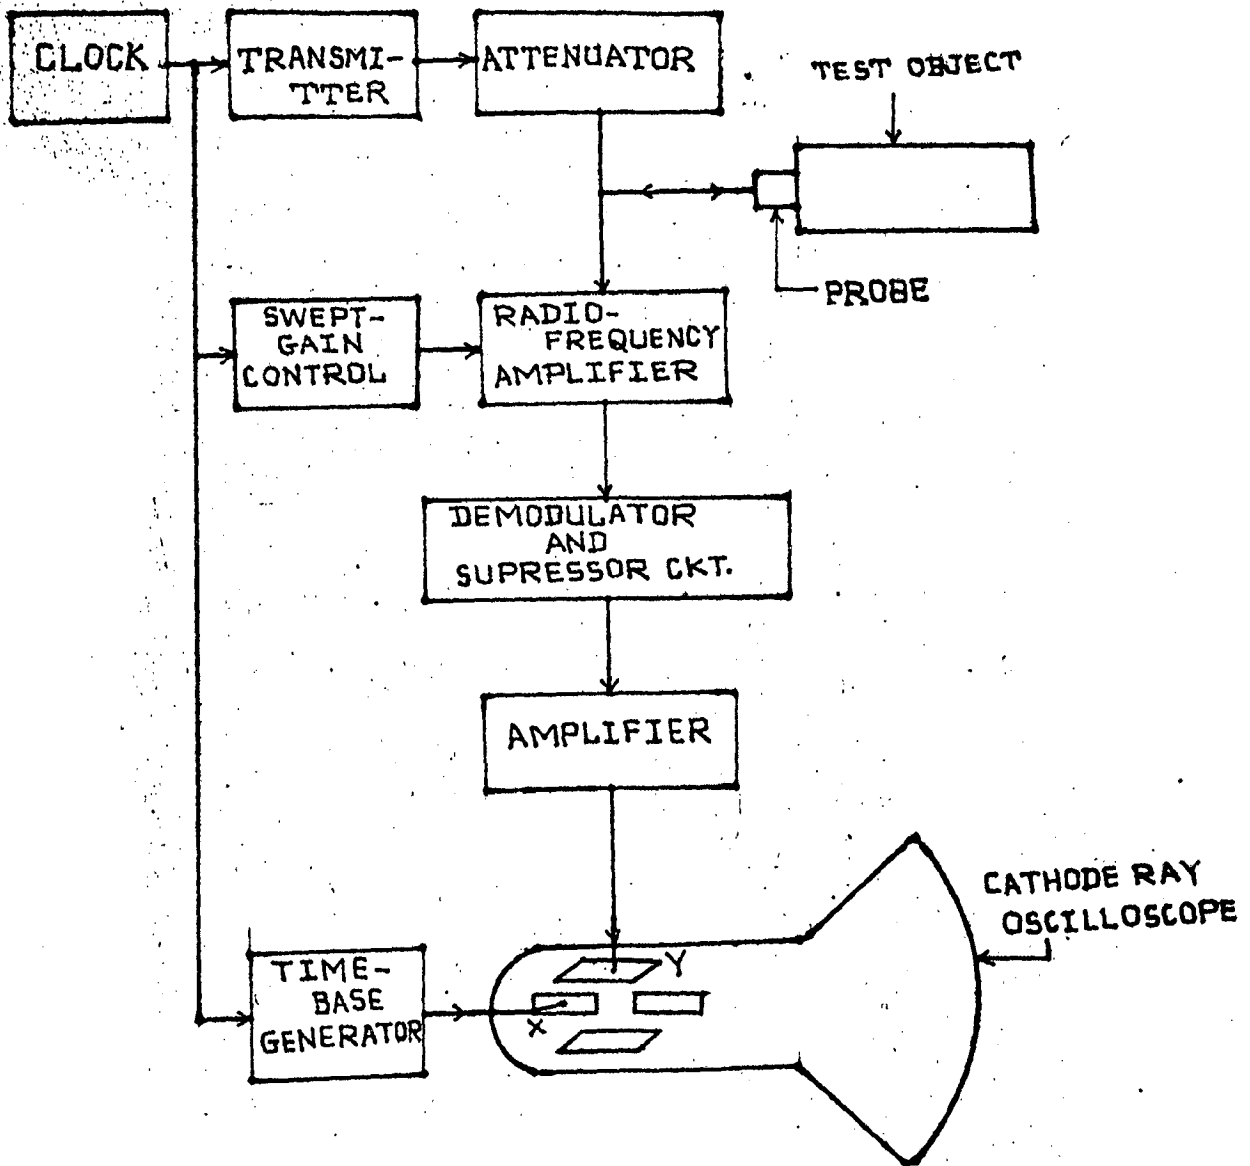 CLOCK
TRANSMI-
TTER
ATTENUATOR
TEST OBJECT
PROBE
SWEPT-
GAIN
CONTROL
RADIO-
FREQUENCY
AMPLIFIER
DEMODULATOR
AND
SUPRESSOR CKT.
AMPLIFIER
CATHODE RAY
OSCILLOSCOPE
TIME-
BASE
GENERATOR
Y
X